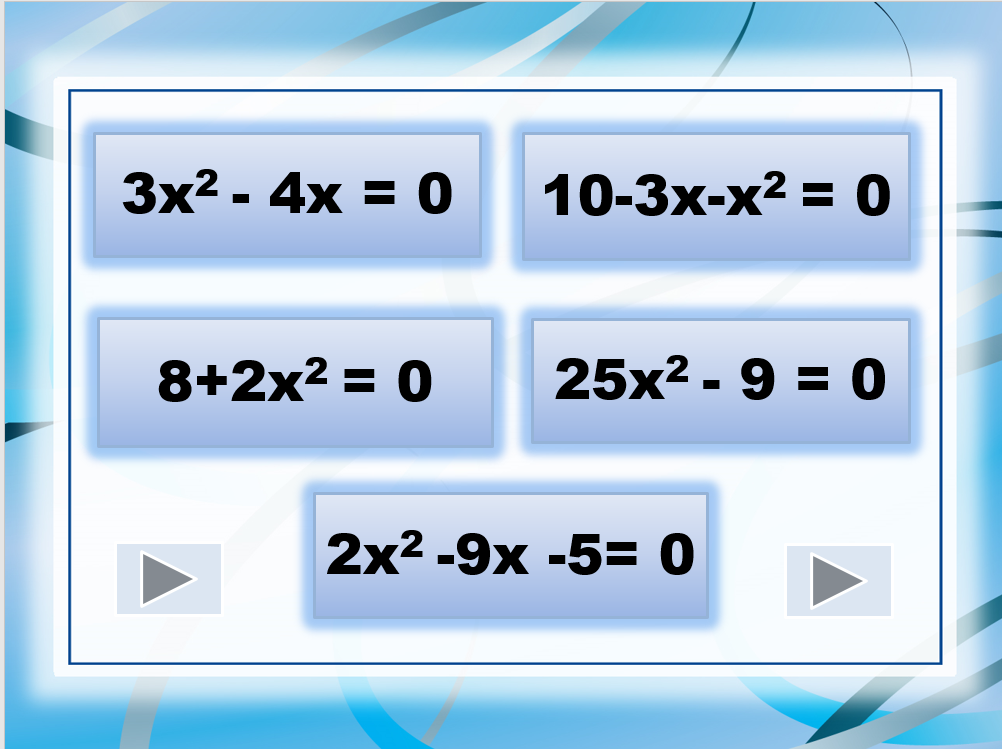 3x² - 4x = 0
10-3x-x² = 0
8+2x² = 0
25x² - 9 = 0
2x² -9x -5= 0